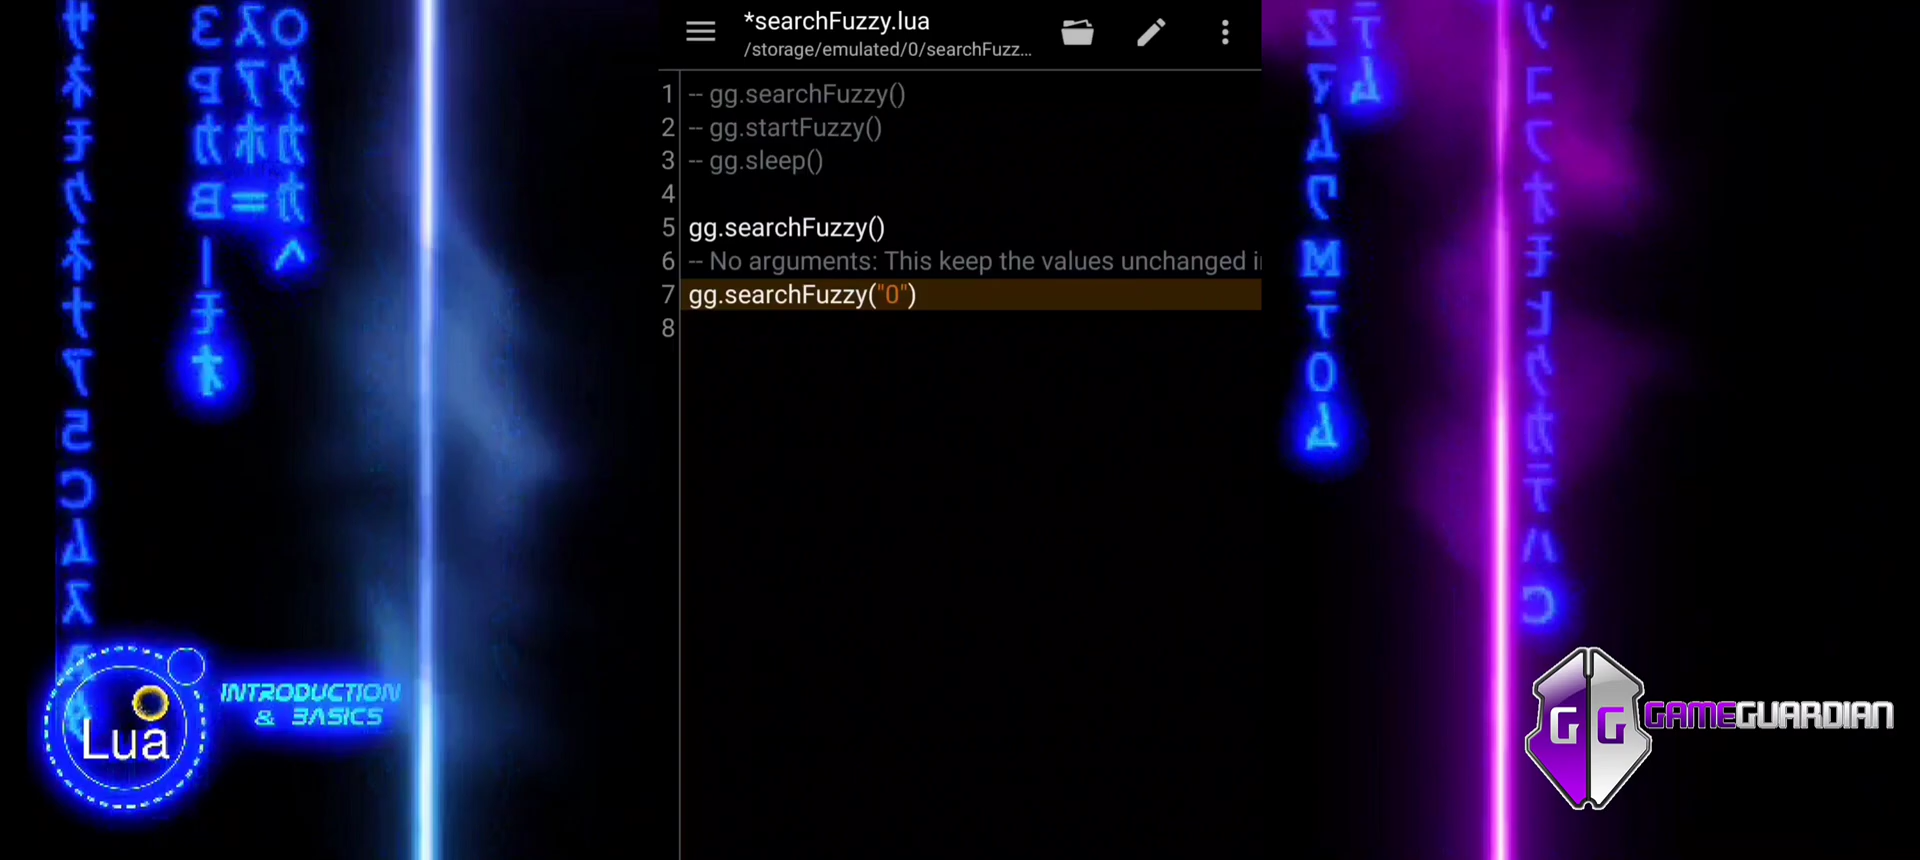 *searchFuzzy.lua
/storage/emulated/0/searchFuzz...
1 -- gg.searchFuzzy()
2 -- gg.startFuzzy()
3 -- gg.sleep()
4
5 gg.searchFuzzy()
6 -- No arguments: This keep the values unchanged i
7 gg.searchFuzzy("0")
8
Lua
INTRODUCTION
& BASICS
GG GAMEGUARDIAN